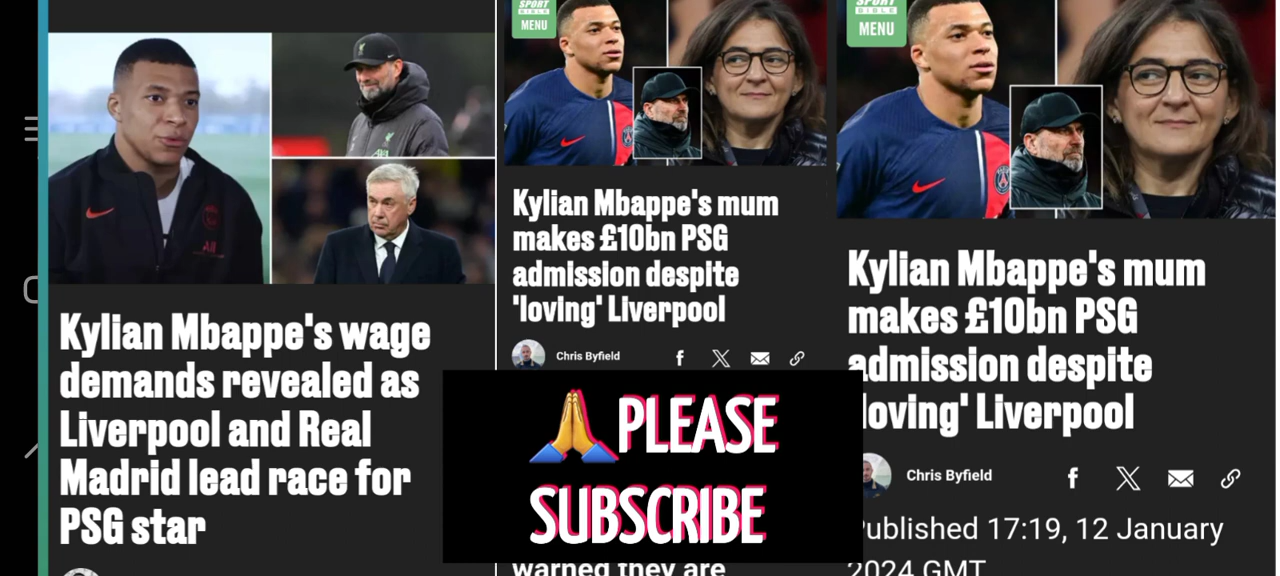 Kylian Mbappe's wage
demands revealed as
Liverpool and Real
Madrid lead race for
PSG star
SPORT
BIBLE
MENU
Kylian Mbappe's mum
makes £10bn PSG
admission despite
'loving' Liverpool
Chris Byfield
🙏PLEASE
SUBSCRIBE
warned they are
SPORT
BIBLE
MENU
Kylian Mbappe's mum
makes £10bn PSG
admission despite
loving' Liverpool
Chris Byfield
Published 17:19, 12 January
2024 GMT